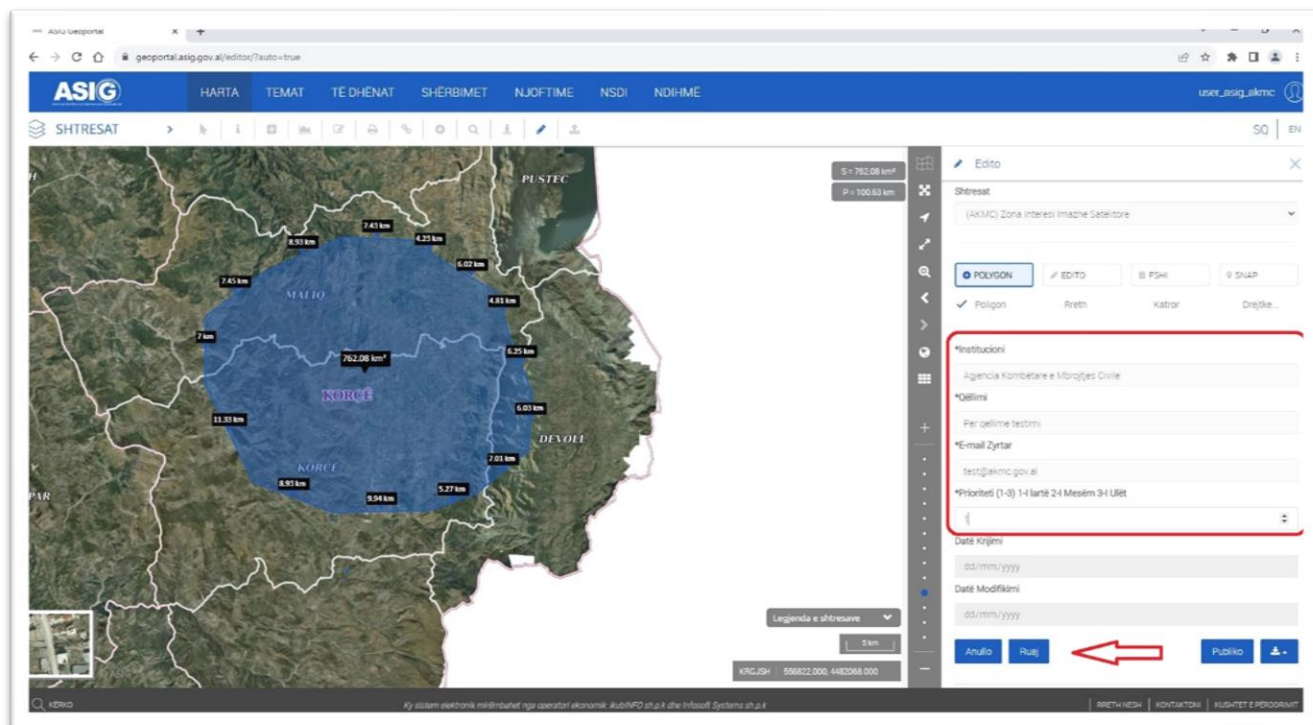 ASIG Geoportal
geoportal.asig.gov.al/editor/?auto=true
ASIG HARTA TEMAT TË DHËNAT SHËRBIMET NJOFTIME NSDI NDIHMË user_asig_akmc
SHTRESAT SQ EN
S = 762.08 km²
P = 100.63 km
PUSTEC
7.43 km
8.93 km
4.25 km
6.02 km
7.45 km
MALIQ
4.81 km
7 km
762.08 km²
6.25 km
KORÇË
11.33 km
6.03 km
DEVOLL
KORÇË
7.01 km
8.93 km
9.94 km
5.27 km
PAR
Legjenda e shtresave
5 km
KRGJSH 556822.000, 4482068.000
© ASIG
Edito
Shtresat
(AKMC) Zona Interesi Imazhe Satelitore
POLYGON EDITO FSHI SNAP
Poligon Rreth Katror Drejtke...
*Institucioni
Agjencia Kombëtare e Mbrojtjes Civile
*Qëllimi
Per qellime testimi
*E-mail Zyrtar
test@akmc.gov.al
*Prioriteti (1-3) 1-I lartë 2-I Mesëm 3-I Ulët
1
Datë Krijimi
dd/mm/yyyy
Datë Modifikimi
dd/mm/yyyy
Anullo Ruaj Publiko
KËRKO
Ky sistem elektronik mirëmbahet nga operatori ekonomik: ikubINFO sh.p.k dhe Infosoft Systems sh.p.k
RRETH NESH KONTAKTONI KUSHTET E PËRDORIMIT